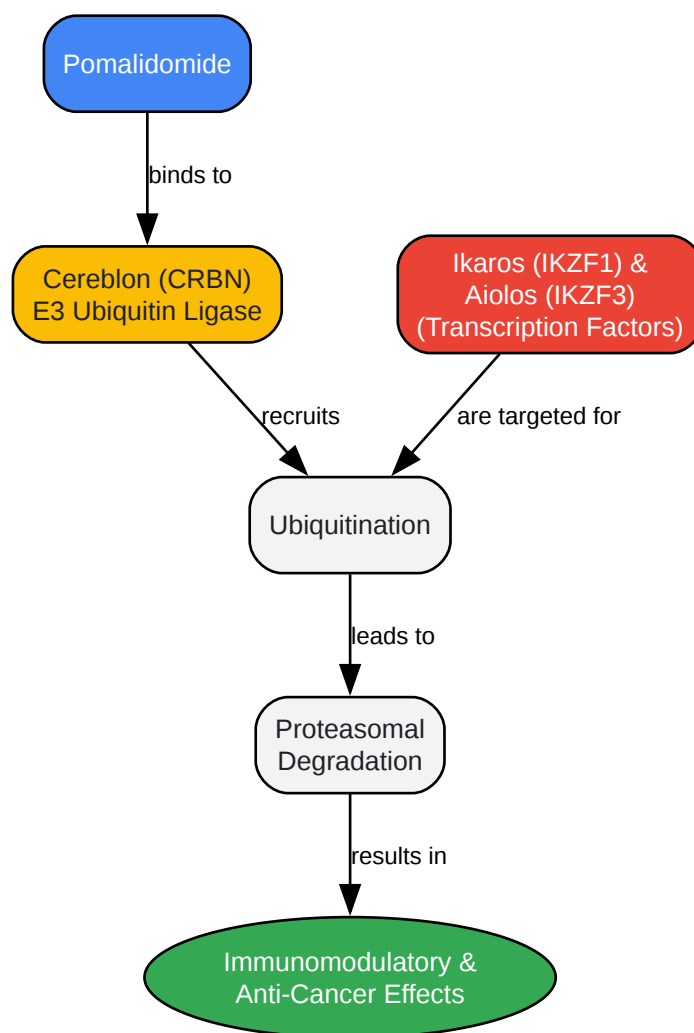 Pomalidomide
binds to
Cereblon (CRBN)
E3 Ubiquitin Ligase
Ikaros (IKZF1) &
Aiolos (IKZF3)
(Transcription Factors)
recruits
are targeted for
Ubiquitination
leads to
Proteasomal
Degradation
results in
Immunomodulatory &
Anti-Cancer Effects